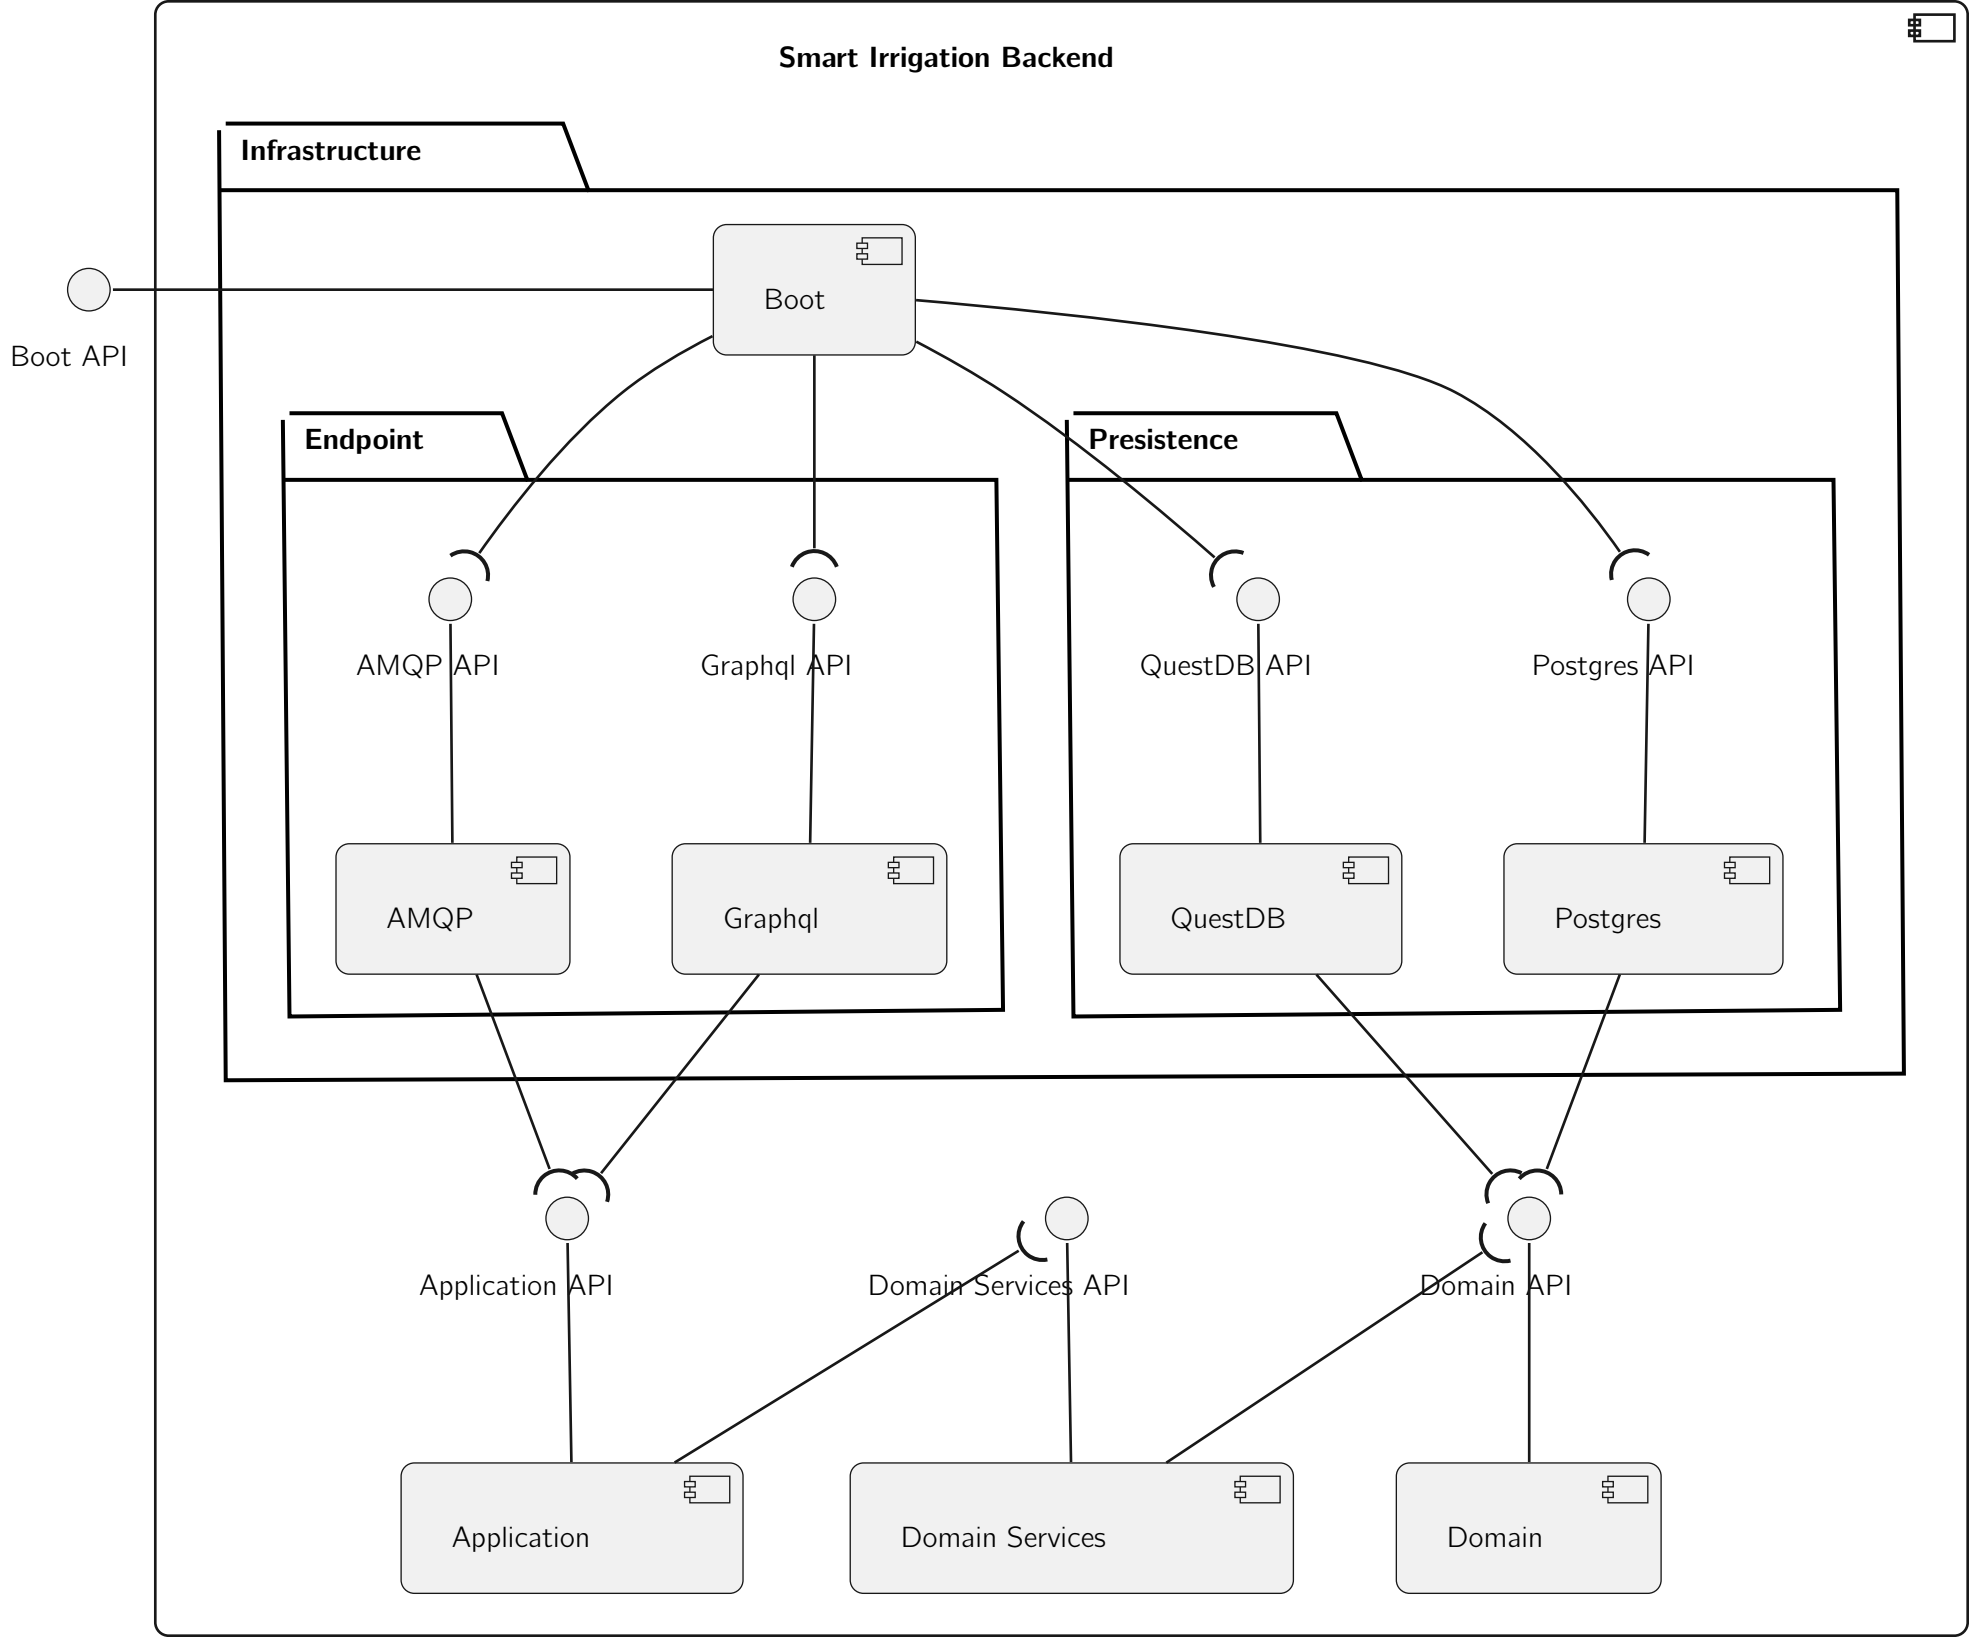 Smart Irrigation Backend
Infrastructure
Boot
Boot API
Endpoint
Presistence
AMQP API
Graphql API
QuestDB API
Postgres API
AMQP
Graphql
QuestDB
Postgres
Application API
Domain Services API
Domain API
Application
Domain Services
Domain